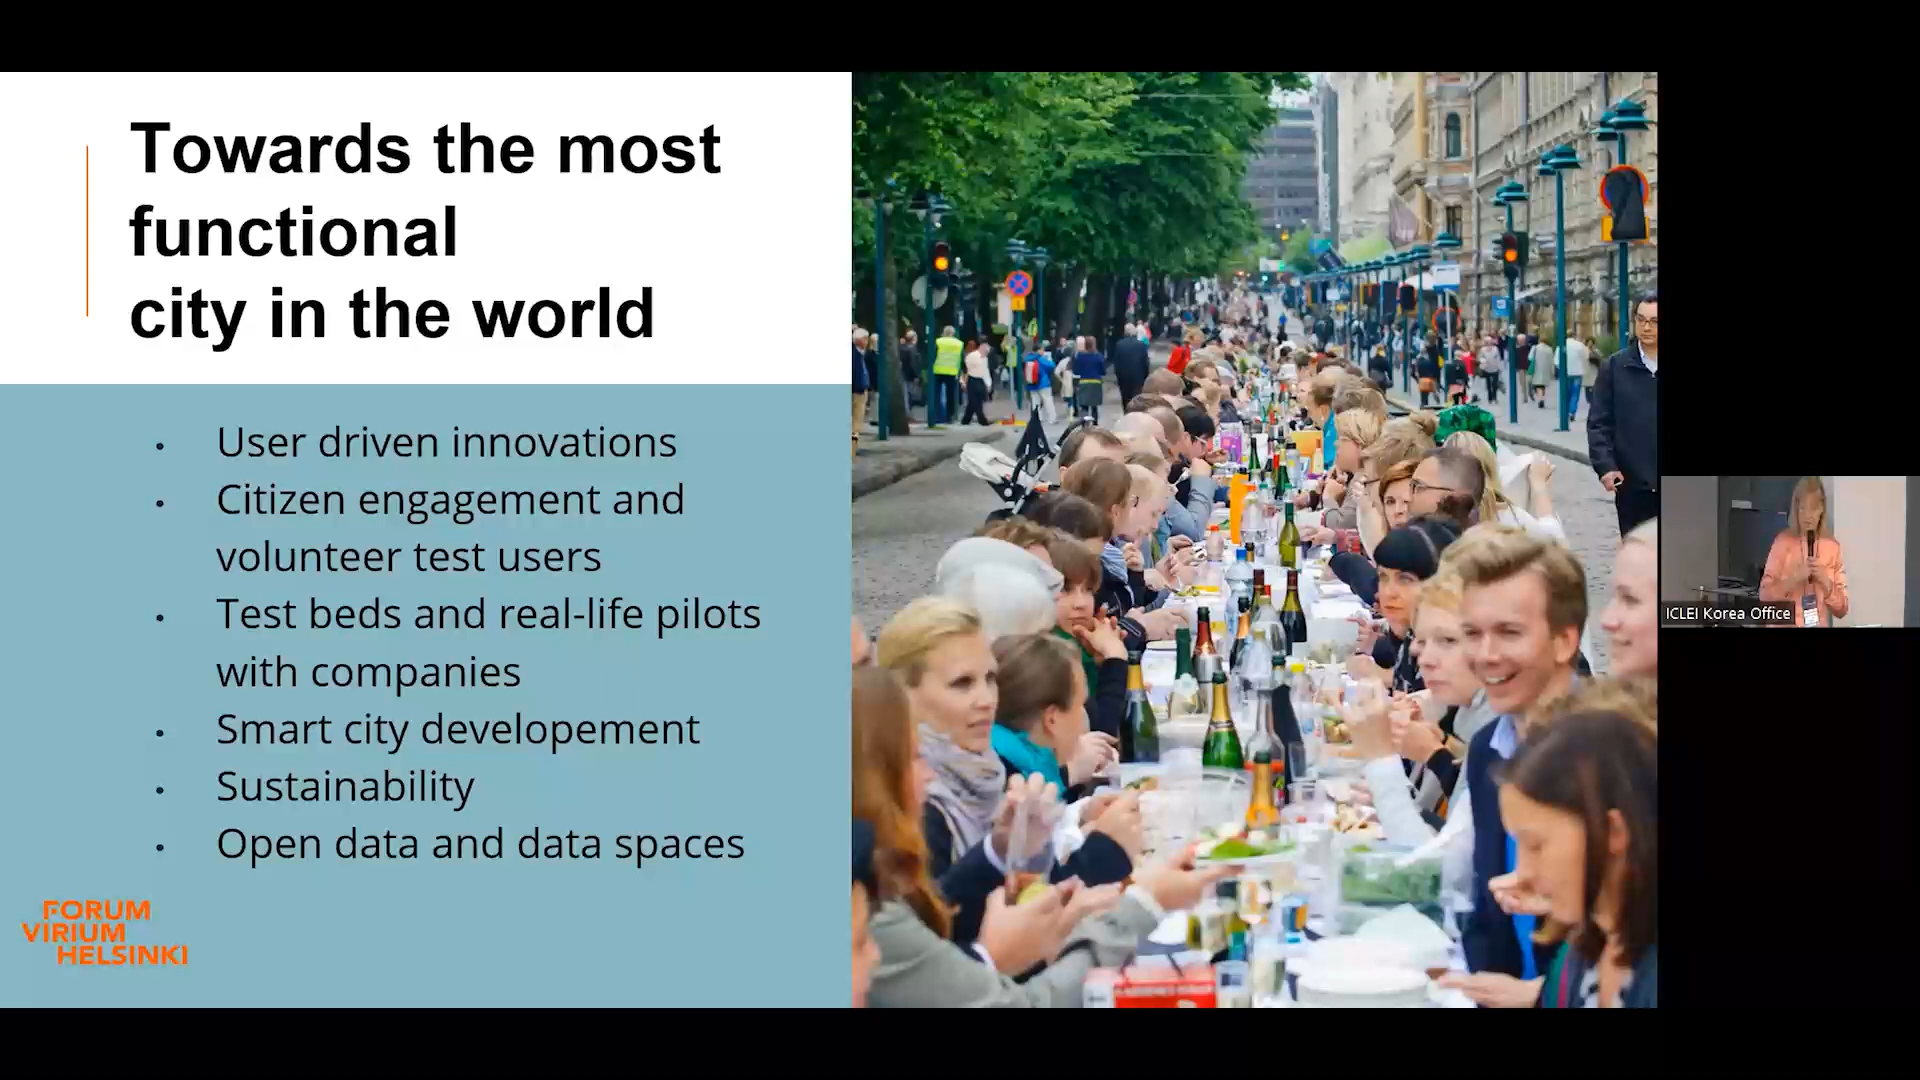 Towards the most
functional
city in the world
• User driven innovations
• Citizen engagement and
volunteer test users
• Test beds and real-life pilots
with companies
• Smart city developement
• Sustainability
• Open data and data spaces
FORUM
VIRIUM
HELSINKI
ICLEI Korea Office